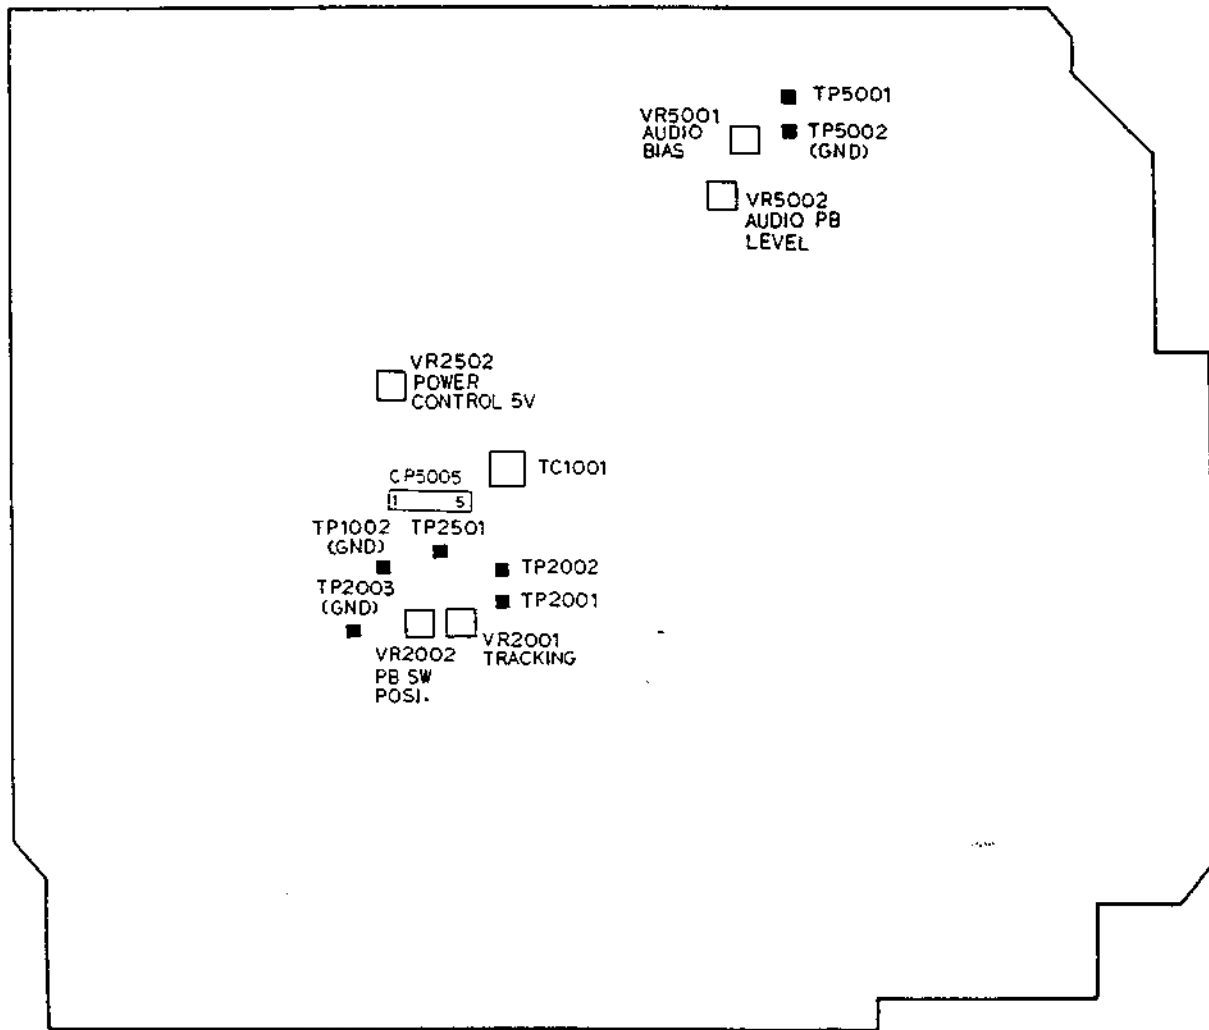 TP5001
VR5001
AUDIO
BIAS
TP5002
(GND)
VR5002
AUDIO PB
LEVEL
VR2502
POWER
CONTROL 5V
TC1001
CP5005
1 5
TP1002
(GND)
TP2501
TP2002
TP2003
(GND)
TP2001
VR2001
TRACKING
VR2002
PB SW
POSI.